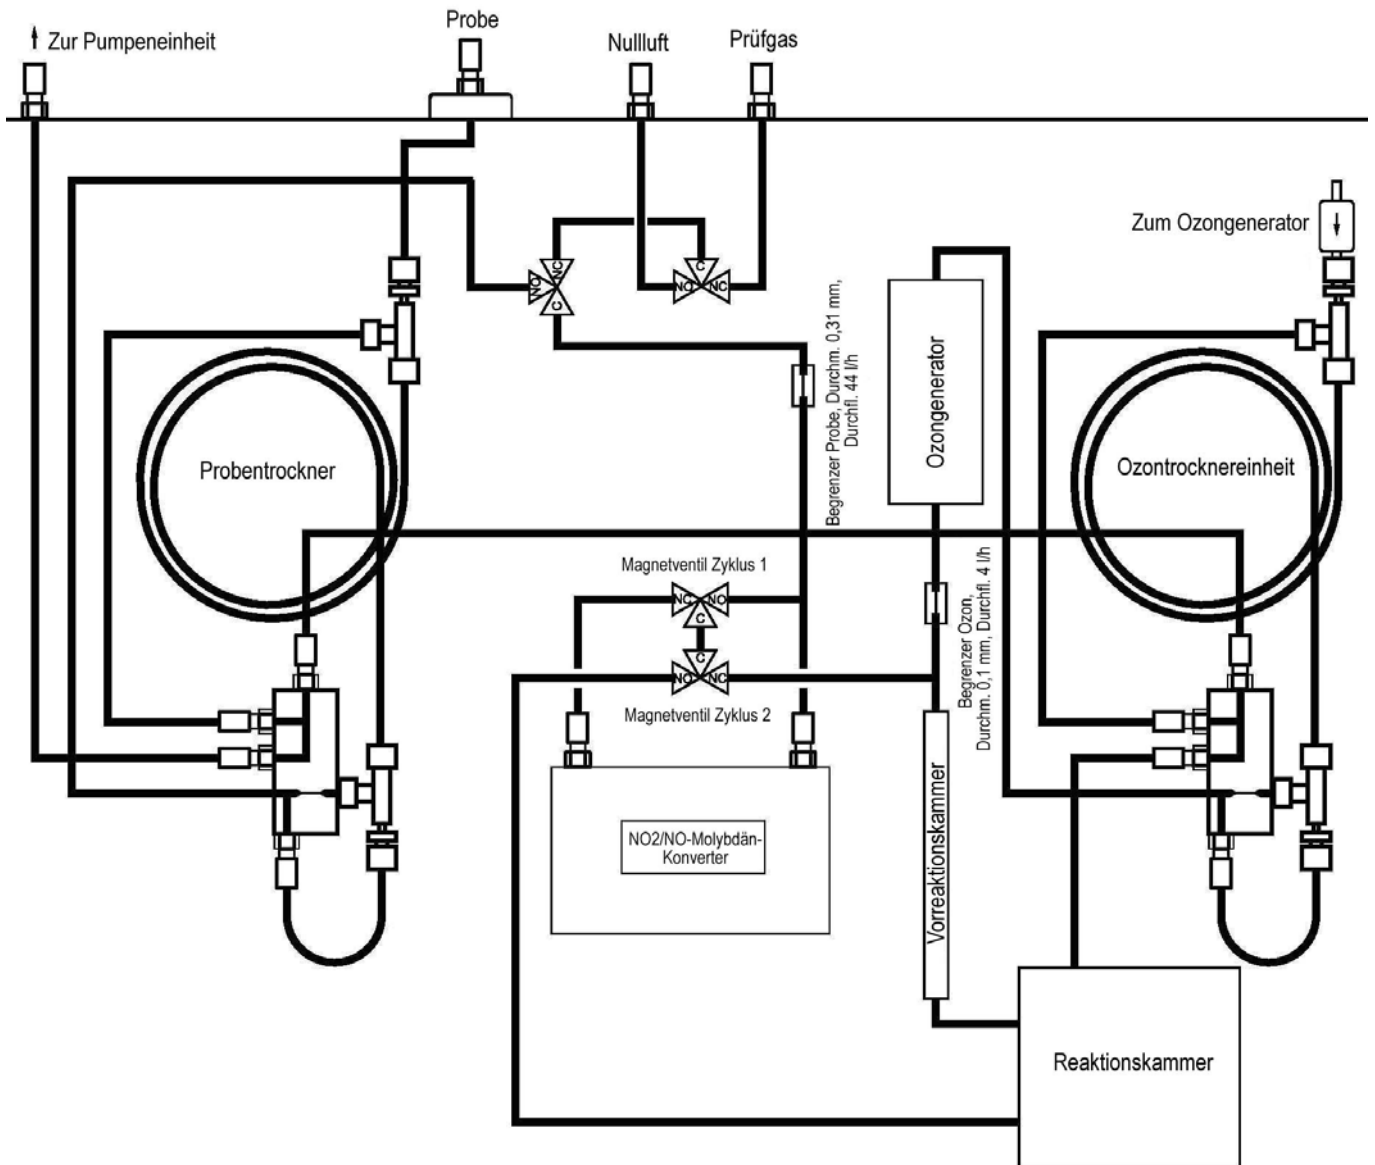 Probe
Zur Pumpeneinheit
Nullluft
Prüfgas
Zum Ozongenerator
NO
NC
C
C
NO
NC
Begrenzer Probe, Durchm. 0,31 mm,
Durchfl. 44 l/h
Ozongenerator
Probentrockner
Ozontrocknereinheit
Magnetventil Zyklus 1
NC
NO
C
C
NO
NC
Magnetventil Zyklus 2
Begrenzer Ozon,
Durchm. 0,1 mm, Durchfl. 4 l/h
Vorreaktionskammer
NO2/NO-Molybdän-
Konverter
Reaktionskammer